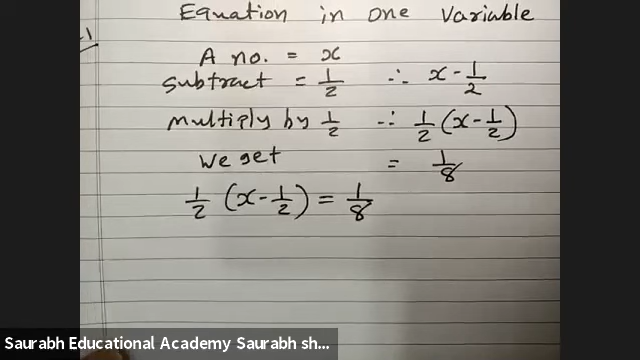 Equation in one Variable
A no. = x
Subtract = 1/2 ∴ x - 1/2
Multiply by 1/2 ∴ 1/2 (x - 1/2)
We get = 1/8
1/2 (x - 1/2) = 1/8
Saurabh Educational Academy Saurabh sh...